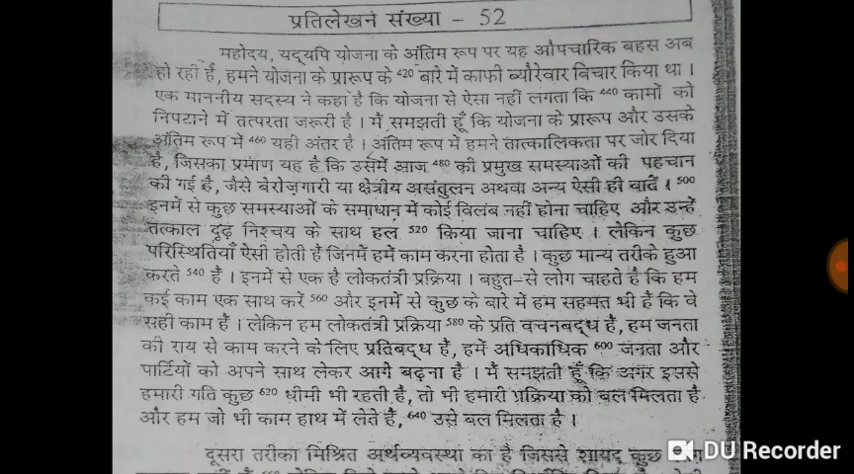 प्रतिलेखन संख्या - 52
महोदय, यद्यपि योजना के अंतिम रूप पर यह औपचारिक बहस अब
हो रही है, हमने योजना के प्रारूप के 420 बारे में काफी ब्यौरेवार विचार किया था ।
एक माननीय सदस्य ने कहा है कि योजना से ऐसा नहीं लगता कि 440 कामों को
निपटाने में तत्परता जरूरी है । मैं समझती हूँ कि योजना के प्रारूप और उसके
अंतिम रूप में 460 यही अंतर है । अंतिम रूप में हमने तात्कालिकता पर जोर दिया
है, जिसका प्रमाण यह है कि उसमें आज 480 की प्रमुख समस्याओं की पहचान
की गई है, जैसे बेरोज़गारी या क्षेत्रीय असंतुलन अथवा अन्य ऐसी ही बातें । 500
इनमें से कुछ समस्याओं के समाधान में कोई विलंब नहीं होना चाहिए और उन्हें
तत्काल दृढ़ निश्चय के साथ हल 520 किया जाना चाहिए । लेकिन कुछ
परिस्थितियाँ ऐसी होती हैं जिनमें हमें काम करना होता है । कुछ मान्य तरीके हुआ
करते 540 हैं । इनमें से एक है लोकतंत्री प्रक्रिया । बहुत-से लोग चाहते हैं कि हम
कई काम एक साथ करें 560 और इनमें से कुछ के बारे में हम सहमत भी हैं कि वे
सही काम हैं । लेकिन हम लोकतंत्री प्रक्रिया 580 के प्रति वचनबद्ध हैं, हम जनता
की राय से काम करने के लिए प्रतिबद्ध हैं, हमें अधिकाधिक 600 जनता और
पार्टियों को अपने साथ लेकर आगे बढ़ना है । मैं समझती हूँ कि अगर इससे
हमारी गति कुछ 620 धीमी भी रहती है, तो भी हमारी प्रक्रिया को बल मिलता है
और हम जो भी काम हाथ में लेते हैं, 640 उसे बल मिलता है ।
दूसरा तरीका मिश्रित अर्थव्यवस्था का है जिससे शायद कुछ
DU Recorder